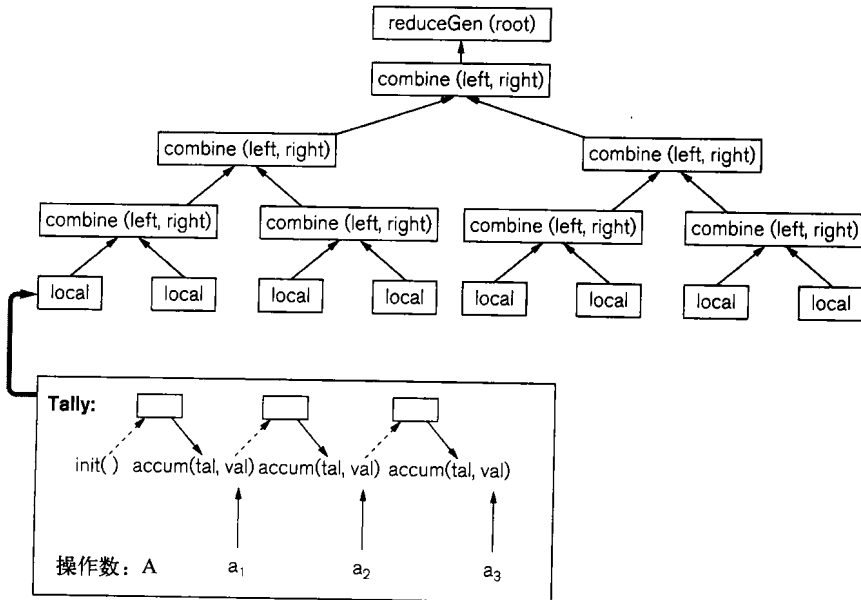 reduceGen (root)
combine (left, right)
combine (left, right)
combine (left, right)
combine (left, right)
combine (left, right)
combine (left, right)
combine (left, right)
local
local
local
local
local
local
local
local
Tally:
init( )
accum(tal, val)
accum(tal, val)
accum(tal, val)
操作数: A
a₁
a₂
a₃